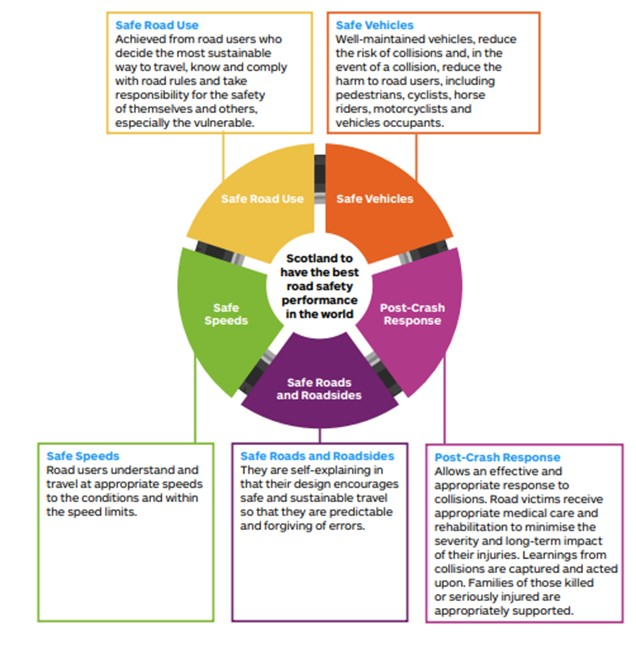 Safe Road Use
Achieved from road users who
decide the most sustainable
way to travel, know and comply
with road rules and take
responsibility for the safety
of themselves and others,
especially the vulnerable.
Safe Vehicles
Well-maintained vehicles, reduce
the risk of collisions and, in the
event of a collision, reduce the
harm to road users, including
pedestrians, cyclists, horse
riders, motorcyclists and
vehicles occupants.
Safe Road Use
Safe Vehicles
Scotland to
have the best
road safety
performance
in the world
Safe
Speeds
Post-Crash
Response
Safe Roads
and Roadsides
Safe Speeds
Road users understand and
travel at appropriate speeds
to the conditions and within
the speed limits.
Safe Roads and Roadsides
They are self-explaining in
that their design encourages
safe and sustainable travel
so that they are predictable
and forgiving of errors.
Post-Crash Response
Allows an effective and
appropriate response to
collisions. Road victims receive
appropriate medical care and
rehabilitation to minimise the
severity and long-term impact
of their injuries. Learnings from
collisions are captured and acted
upon. Families of those killed
or seriously injured are
appropriately supported.